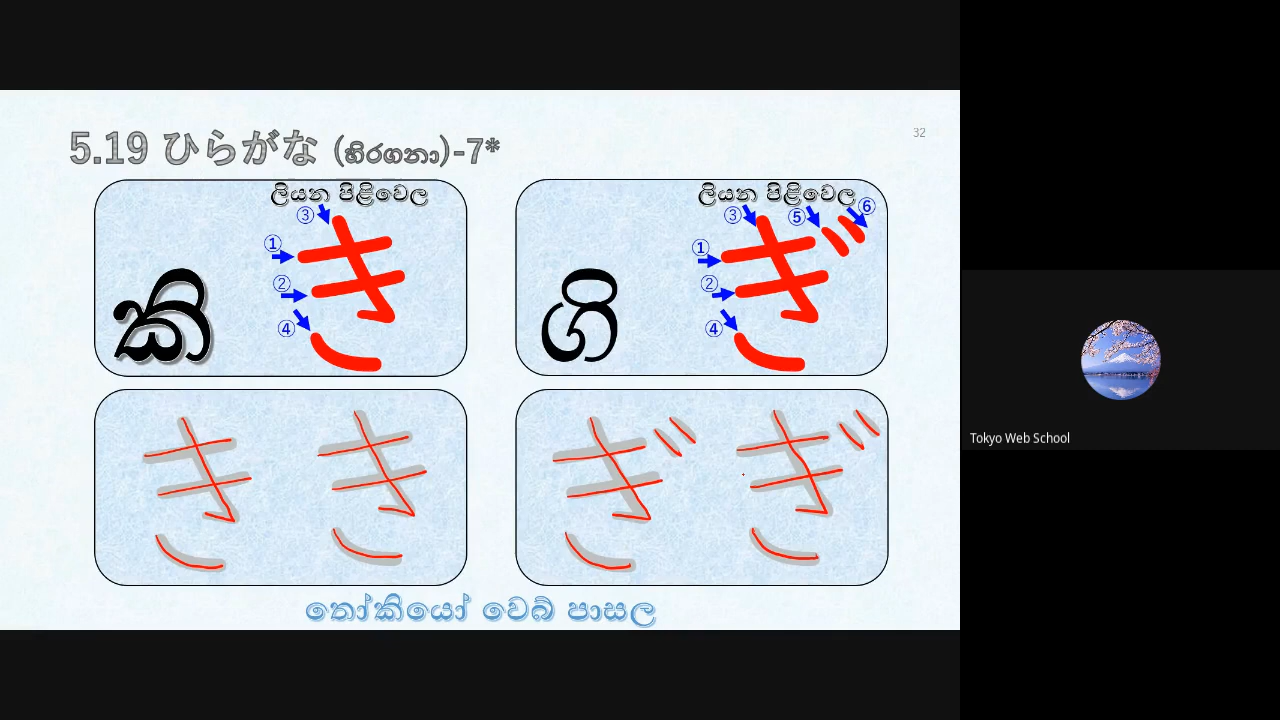 5.19 ひらがな (හිරගනා)-7*
32
ලියන පිළිවෙල
③
①
②
④
කි
き
ලියන පිළිවෙල
③ ⑤ ⑥
①
②
④
ගි
ぎ
き き
ぎ ぎ
තෝකියෝ වෙබ් පාසල
Tokyo Web School